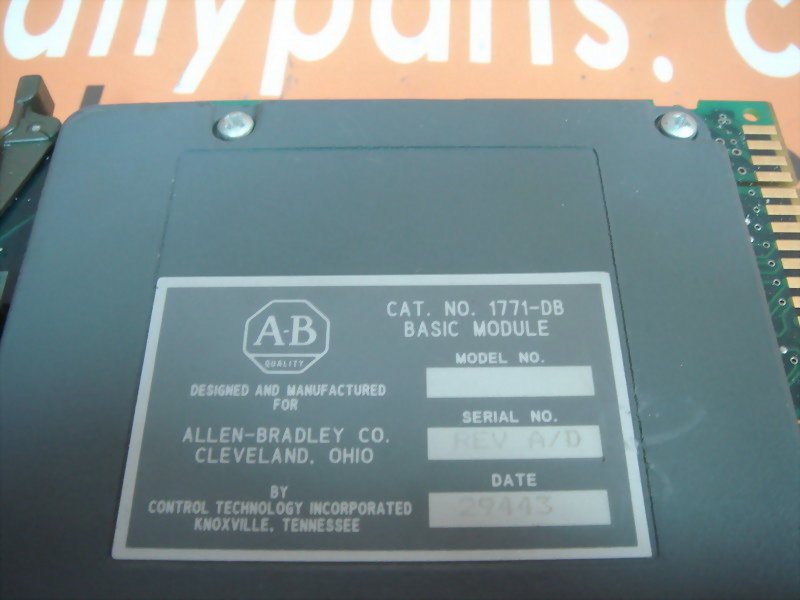 allyparts. c
A-B
QUALITY
DESIGNED AND MANUFACTURED
FOR
ALLEN-BRADLEY CO.
CLEVELAND, OHIO
BY
CONTROL TECHNOLOGY INCORPORATED
KNOXVILLE, TENNESSEE
CAT. NO. 1771-DB
BASIC MODULE
MODEL NO.
SERIAL NO.
REV A/D
DATE
29443